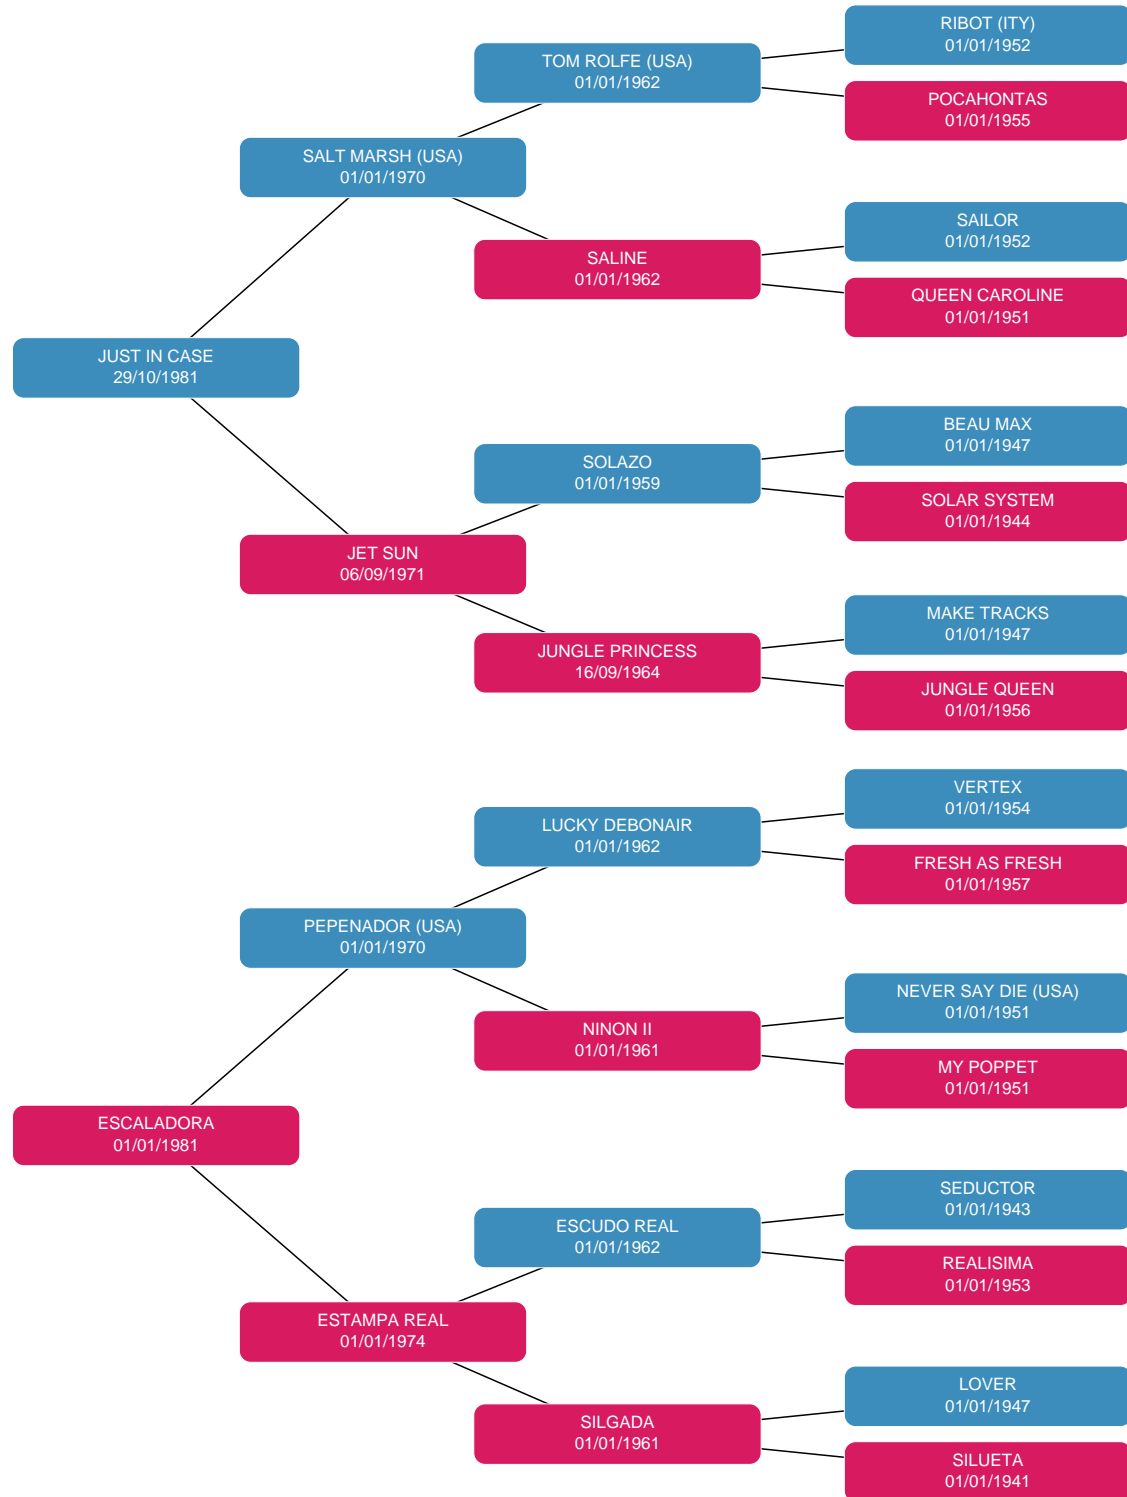 RIBOT (ITY)
01/01/1952
TOM ROLFE (USA)
01/01/1962
POCAHONTAS
01/01/1955
SALT MARSH (USA)
01/01/1970
SAILOR
01/01/1952
SALINE
01/01/1962
QUEEN CAROLINE
01/01/1951
JUST IN CASE
29/10/1981
BEAU MAX
01/01/1947
SOLAZO
01/01/1959
SOLAR SYSTEM
01/01/1944
JET SUN
06/09/1971
MAKE TRACKS
01/01/1947
JUNGLE PRINCESS
16/09/1964
JUNGLE QUEEN
01/01/1956
VERTEX
01/01/1954
LUCKY DEBONAIR
01/01/1962
FRESH AS FRESH
01/01/1957
PEPENADOR (USA)
01/01/1970
NEVER SAY DIE (USA)
01/01/1951
NINON II
01/01/1961
MY POPPET
01/01/1951
ESCALADORA
01/01/1981
SEDUCTOR
01/01/1943
ESCUDO REAL
01/01/1962
REALISIMA
01/01/1953
ESTAMPA REAL
01/01/1974
LOVER
01/01/1947
SILGADA
01/01/1961
SILUETA
01/01/1941